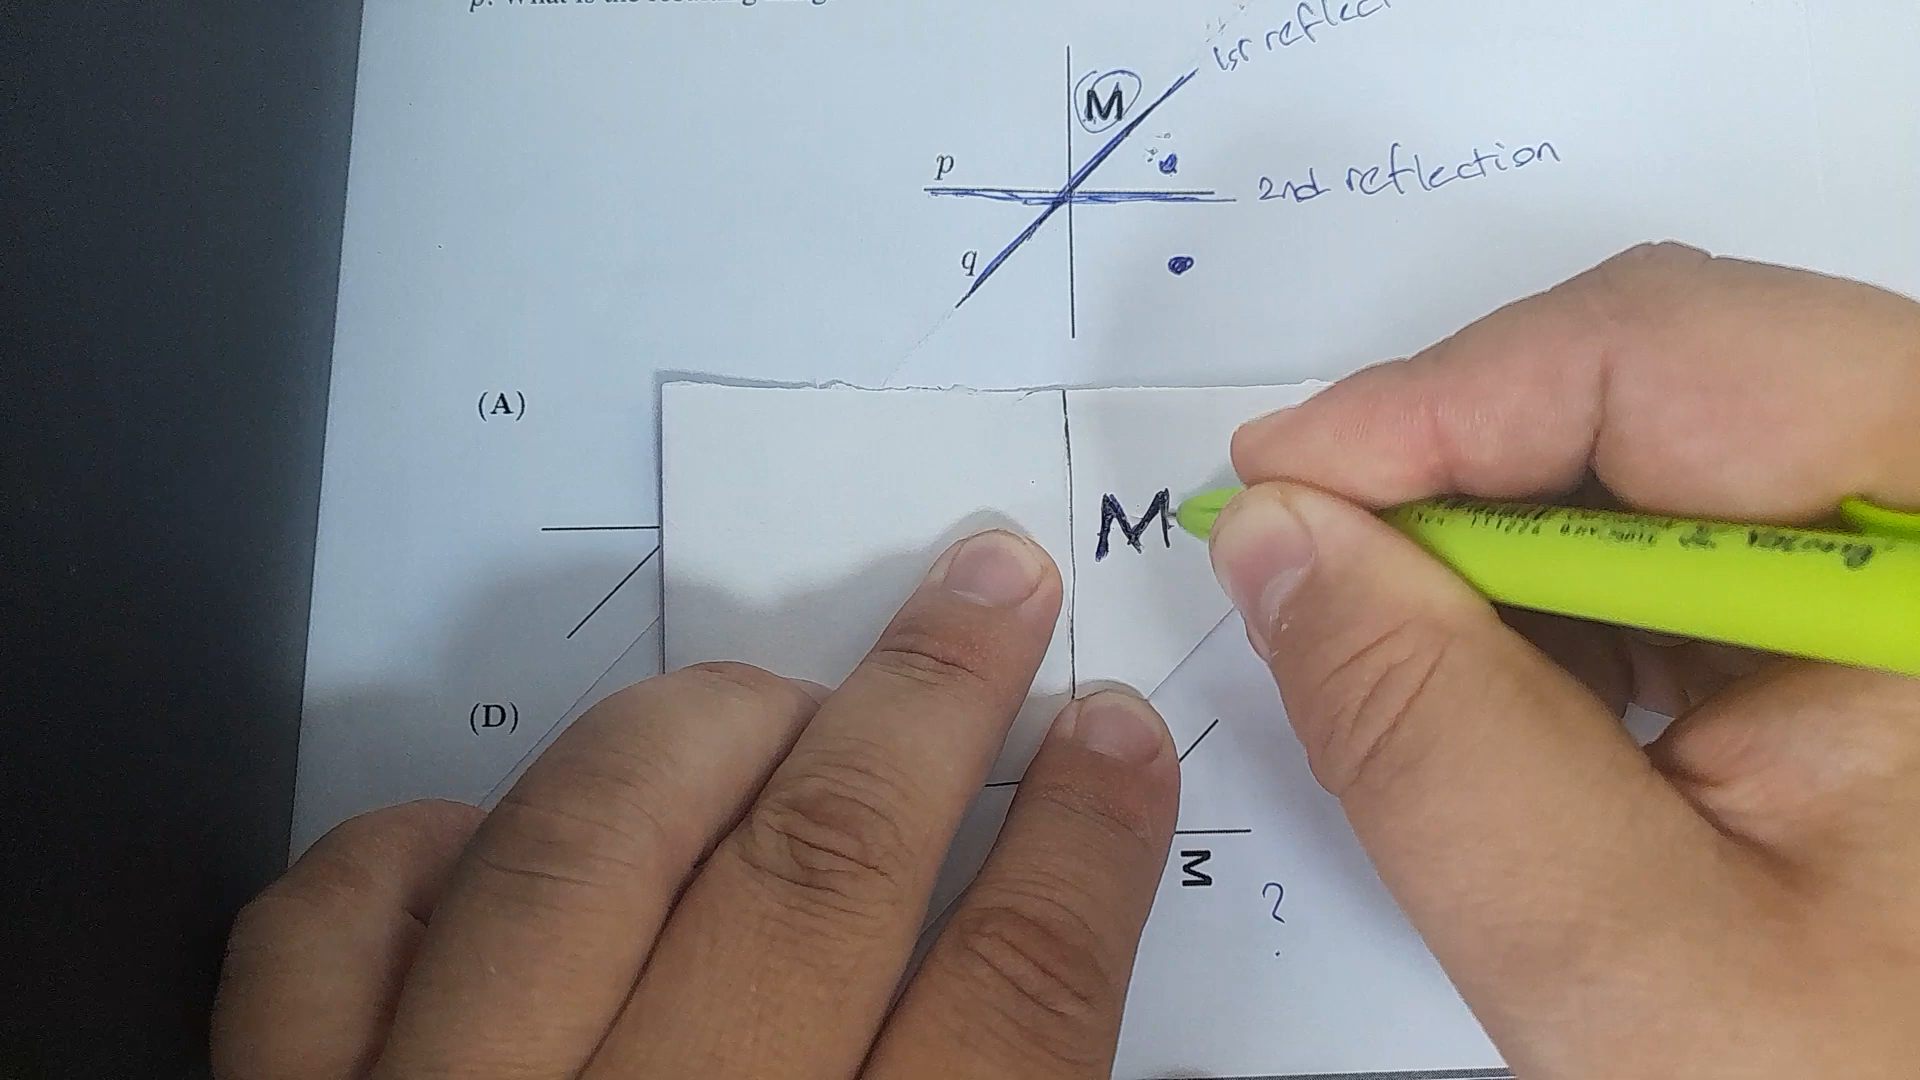 1st reflec
M
p
2nd reflection
q
(A)
M
(D)
M
?